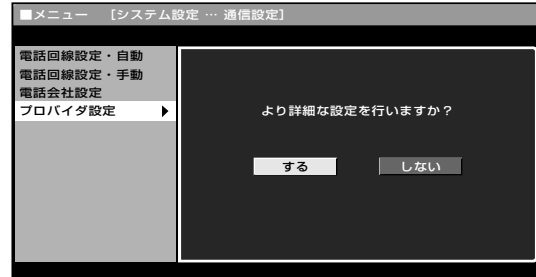 ■メニュー [システム設定 … 通信設定]
電話回線設定・自動
電話回線設定・手動
電話会社設定
プロバイダ設定
より詳細な設定を行いますか？
する しない